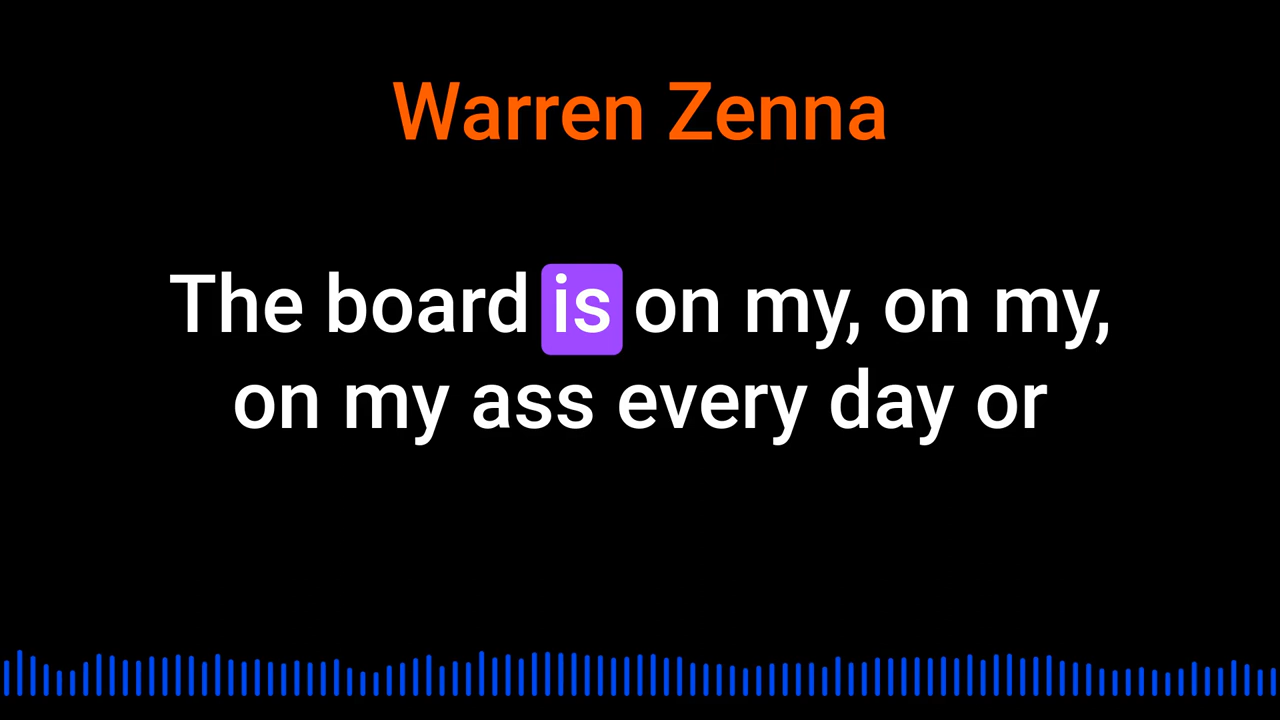 Warren Zenna
The board is on my, on my,
on my ass every day or